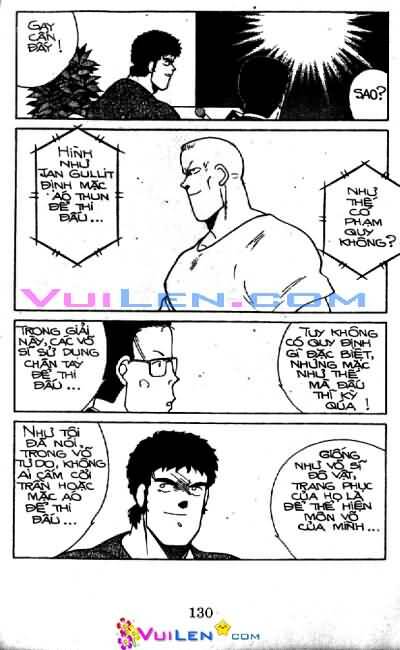 GAY
CẤN
ĐẤY!
SAO?
HÌNH
NHƯ
JAN GULLIT
ĐỊNH MẶC
ÁO THUN
ĐỂ THI
ĐẤU...
NHƯ
THẾ
CÓ
PHẠM
QUY
KHÔNG?
VUILEN.COM
TRONG GIẢI
NÀY, CÁC VÕ
SĨ SỬ DỤNG
CHÂN TAY
ĐỂ THI
ĐẤU...
TUY KHÔNG
CÓ QUY ĐỊNH
GÌ ĐẶC BIỆT,
NHƯNG MẶC
NHƯ THẾ
MÀ ĐẤU
THÌ KỲ
QUÁ!
NHƯ TÔI
ĐÃ NÓI,
TRONG VÕ
TỰ DO, KHÔNG
AI CẤM CỞI
TRẦN HOẶC
MẶC ÁO
ĐỂ THI
ĐẤU...
GIỐNG
NHƯ VÕ SĨ
ĐÔ VẬT,
TRANG PHỤC
CỦA HỌ LÀ
ĐỂ THỂ HIỆN
MÔN VÕ
CỦA MÌNH...
130
VUILEN.COM